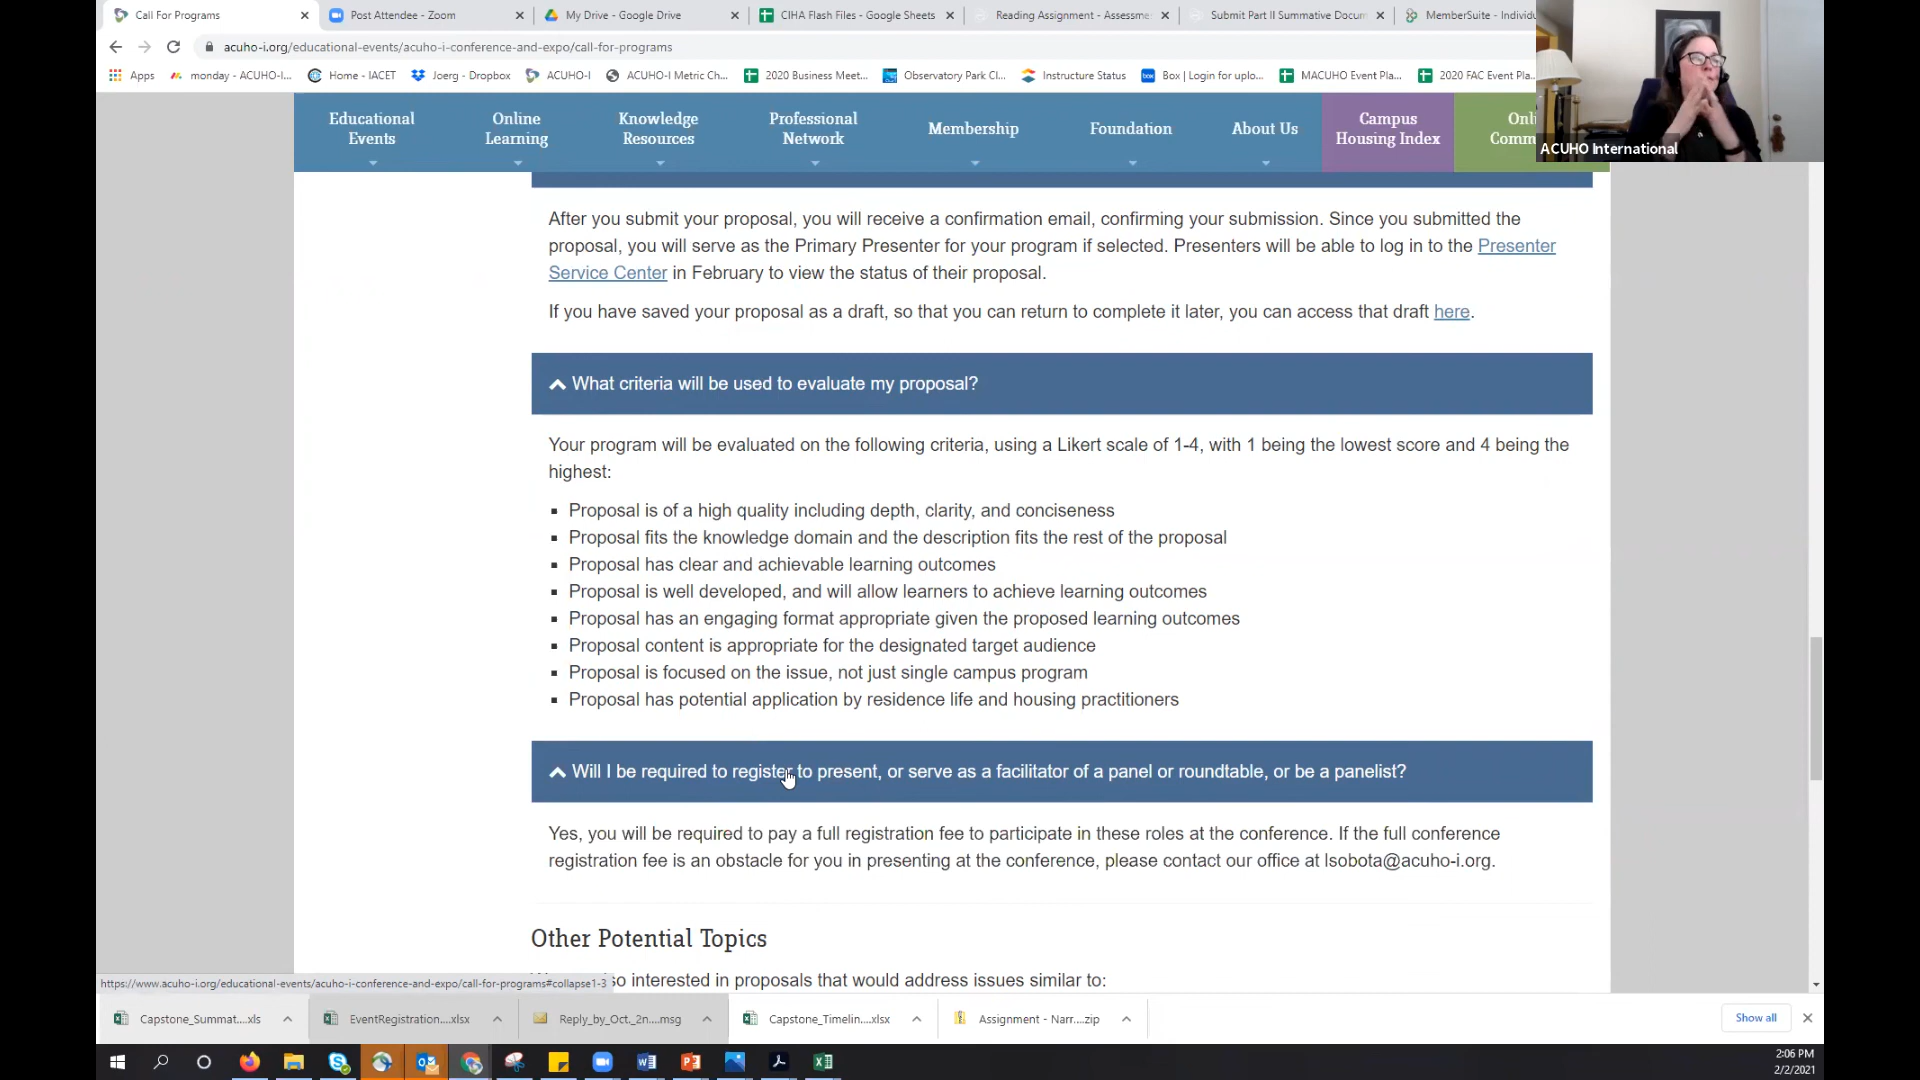 Call For Programs
Post Attendee - Zoom
My Drive - Google Drive
CIHA Flash Files - Google Sheets
Reading Assignment - Assessme
Submit Part II Summative Docum
MemberSuite - Individu
acuho-i.org/educational-events/acuho-i-conference-and-expo/call-for-programs
Apps
monday - ACUHO-I...
Home - IACET
Joerg - Dropbox
ACUHO-I
ACUHO-I Metric Ch...
2020 Business Meet...
Observatory Park Cl...
Instructure Status
Box | Login for uplo...
MACUHO Event Pla...
2020 FAC Event Pla...
Educational Events
Online Learning
Knowledge Resources
Professional Network
Membership
Foundation
About Us
Campus Housing Index
Onl
Comm
ACUHO International
After you submit your proposal, you will receive a confirmation email, confirming your submission. Since you submitted the
proposal, you will serve as the Primary Presenter for your program if selected. Presenters will be able to log in to the Presenter
Service Center in February to view the status of their proposal.
If you have saved your proposal as a draft, so that you can return to complete it later, you can access that draft here.
What criteria will be used to evaluate my proposal?
Your program will be evaluated on the following criteria, using a Likert scale of 1-4, with 1 being the lowest score and 4 being the
highest:
Proposal is of a high quality including depth, clarity, and conciseness
Proposal fits the knowledge domain and the description fits the rest of the proposal
Proposal has clear and achievable learning outcomes
Proposal is well developed, and will allow learners to achieve learning outcomes
Proposal has an engaging format appropriate given the proposed learning outcomes
Proposal content is appropriate for the designated target audience
Proposal is focused on the issue, not just single campus program
Proposal has potential application by residence life and housing practitioners
Will I be required to register to present, or serve as a facilitator of a panel or roundtable, or be a panelist?
Yes, you will be required to pay a full registration fee to participate in these roles at the conference. If the full conference
registration fee is an obstacle for you in presenting at the conference, please contact our office at lsobota@acuho-i.org.
Other Potential Topics
so interested in proposals that would address issues similar to:
https://www.acuho-i.org/educational-events/acuho-i-conference-and-expo/call-for-programs#collapse1-3
Capstone_Summat....xls
EventRegistration....xlsx
Reply_by_Oct._2n....msg
Capstone_Timelin....xlsx
Assignment - Narr....zip
Show all
2:06 PM
2/2/2021